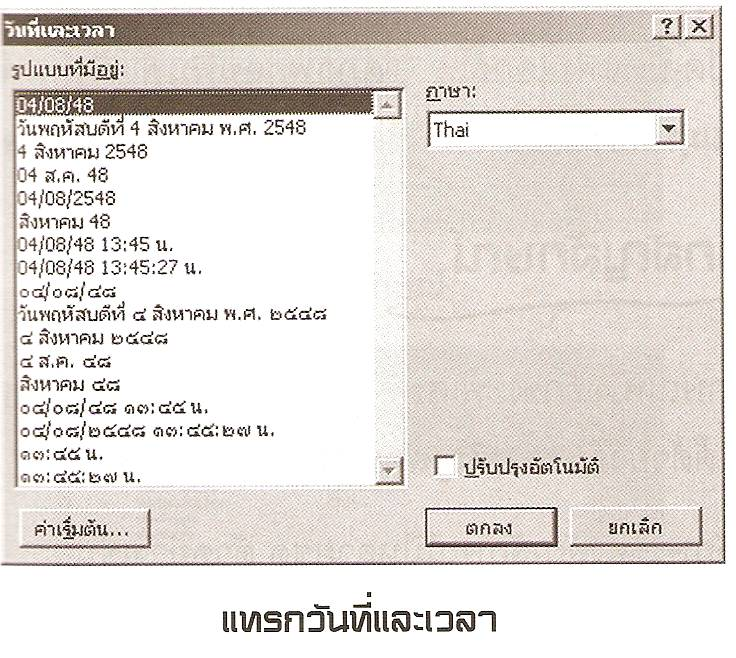 วันที่และเวลา
รูปแบบที่มีอยู่:
ภาษา:
04/08/48
วันพฤหัสบดีที่ 4 สิงหาคม พ.ศ. 2548
4 สิงหาคม 2548
04 ส.ค. 48
04/08/2548
สิงหาคม 48
04/08/48 13:45 น.
04/08/48 13:45:27 น.
๐๔/๐๘/๔๘
วันพฤหัสบดีที่ ๔ สิงหาคม พ.ศ. ๒๕๔๘
๔ สิงหาคม ๒๕๔๘
๔ ส.ค. ๔๘
สิงหาคม ๔๘
๐๔/๐๘/๔๘ ๑๓:๔๕ น.
๐๔/๐๘/๒๕๔๘ ๑๓:๔๕:๒๗ น.
๑๓:๔๕ น.
๑๓:๔๕:๒๗ น.
Thai
ปรับปรุงอัตโนมัติ
ค่าเริ่มต้น...
ตกลง
ยกเลิก
แทรกวันที่และเวลา